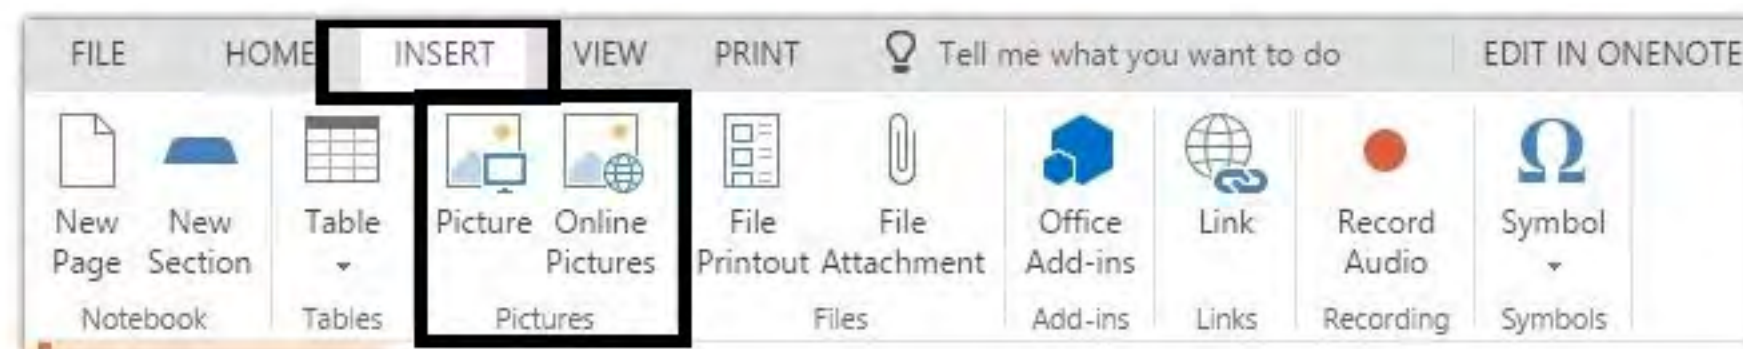 FILE HOME INSERT VIEW PRINT Tell me what you want to do EDIT IN ONENOTE
New New Table Picture Online File File Office Link Record Symbol
Page Section Pictures Printout Attachment Add-ins Audio
Notebook Tables Pictures Files Add-ins Links Recording Symbols